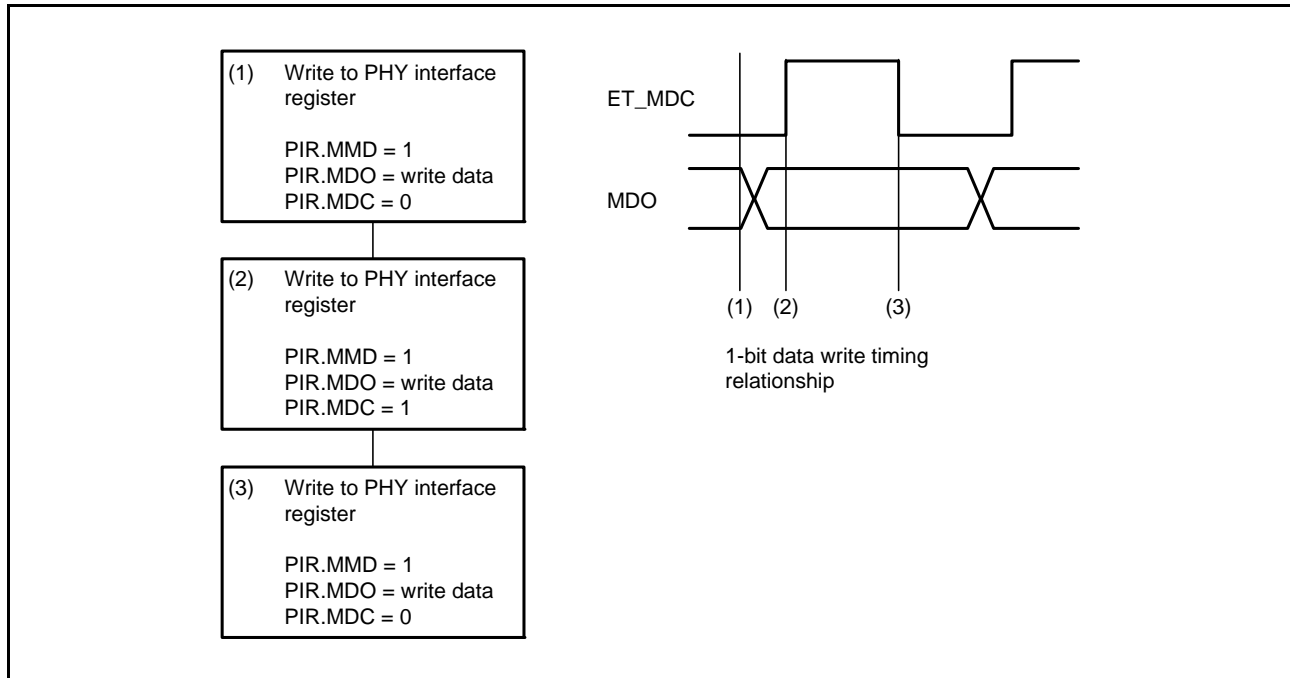 (1) Write to PHY interface
register
PIR.MMD = 1
PIR.MDO = write data
PIR.MDC = 0
(2) Write to PHY interface
register
PIR.MMD = 1
PIR.MDO = write data
PIR.MDC = 1
(3) Write to PHY interface
register
PIR.MMD = 1
PIR.MDO = write data
PIR.MDC = 0
ET_MDC
MDO
(1) (2) (3)
1-bit data write timing
relationship